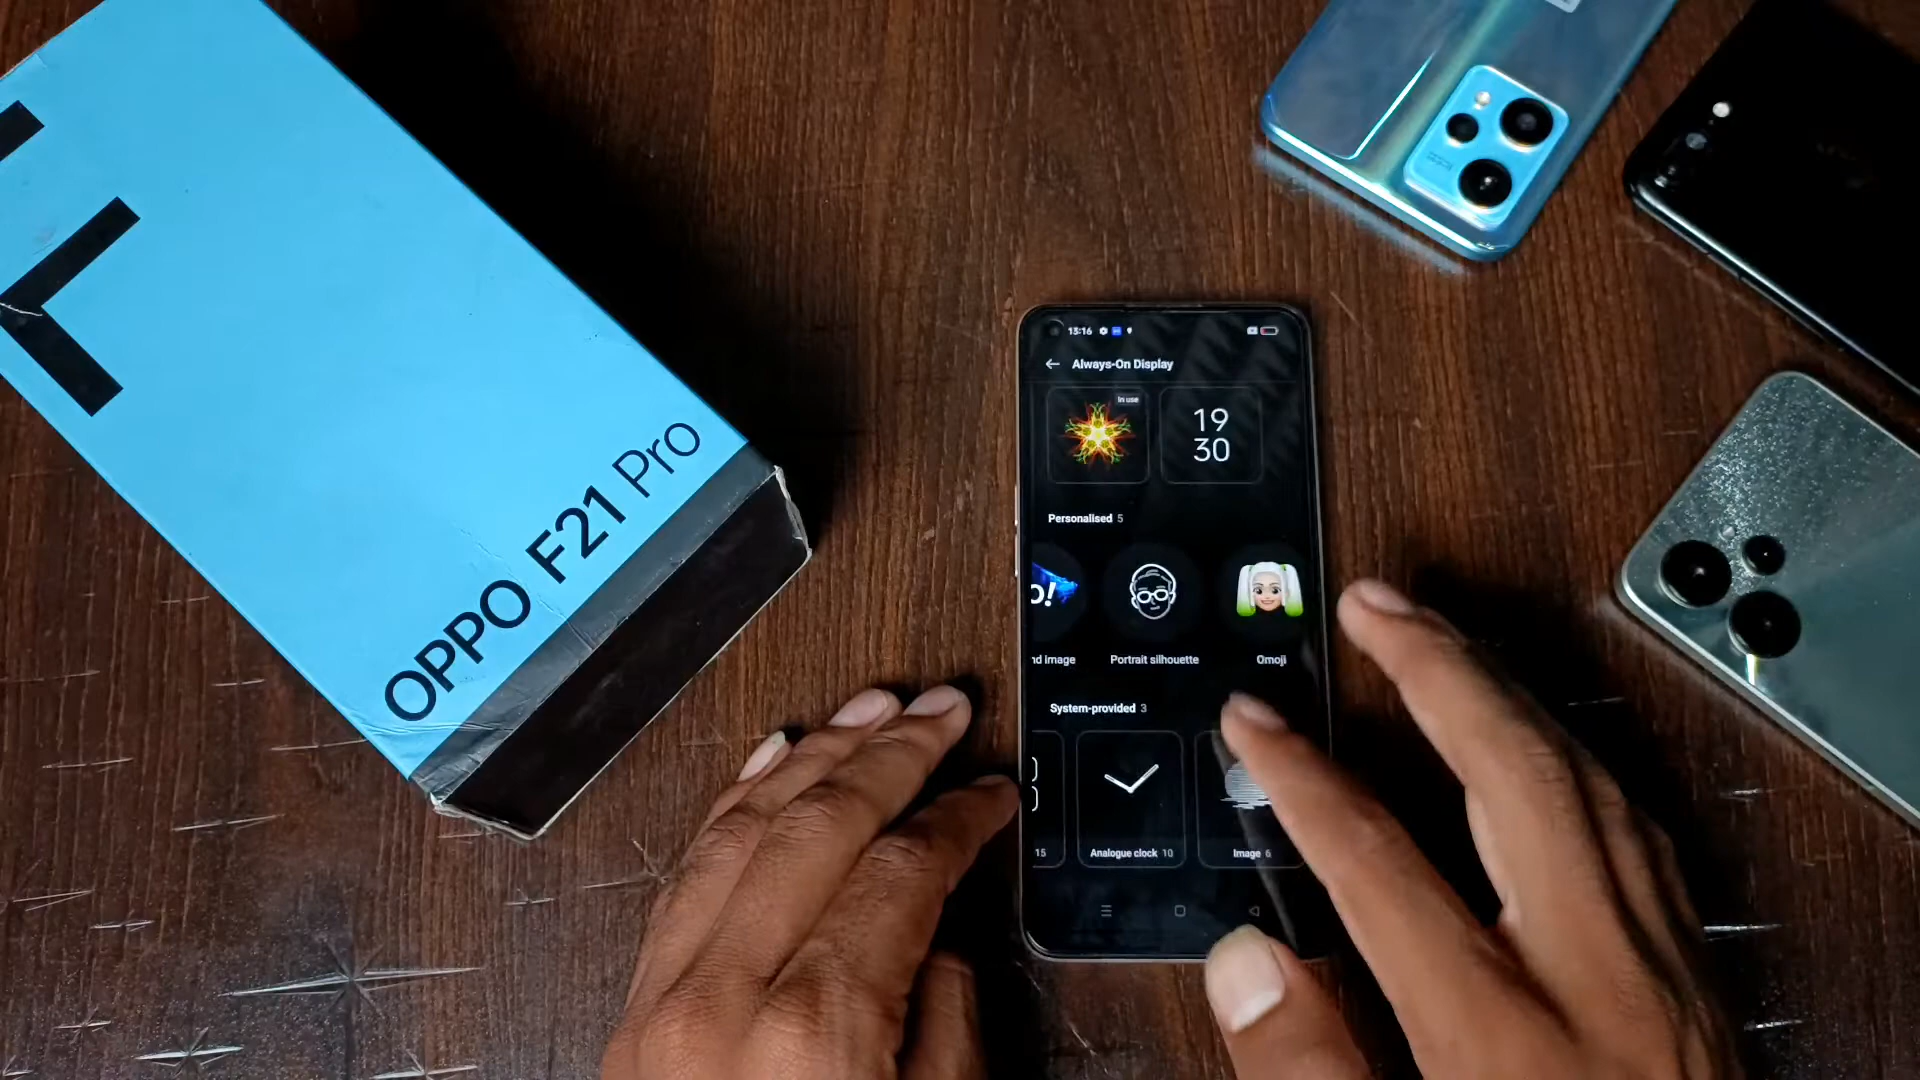 OPPO F21 Pro
13:16
Always-On Display
In use
19
30
Personalised 5
o!
nd image
Portrait silhouette
Omoji
System-provided 3
15
Analogue clock 10
Image 6